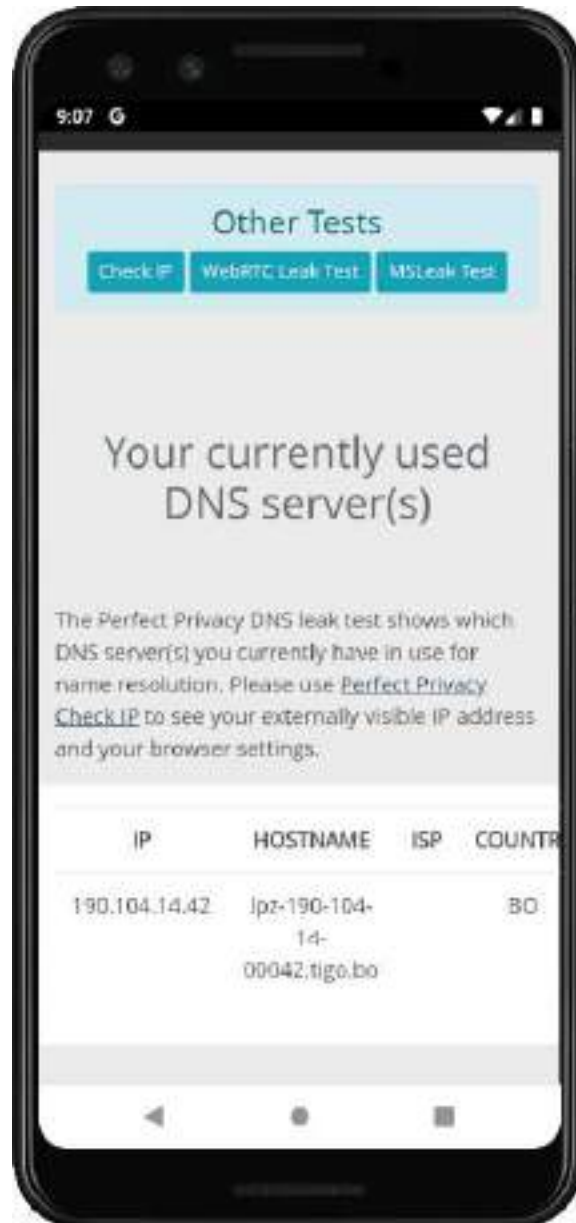 9:07 G
Other Tests
Check IP WebRTC Leak Test MSLeak Test
Your currently used
DNS server(s)
The Perfect Privacy DNS leak test shows which
DNS server(s) you currently have in use for
name resolution. Please use Perfect Privacy
Check IP to see your externally visible IP address
and your browser settings.
IP HOSTNAME ISP COUNTR
190.104.14.42 lpz-190-104- BO
14-
00042.tigo.bo